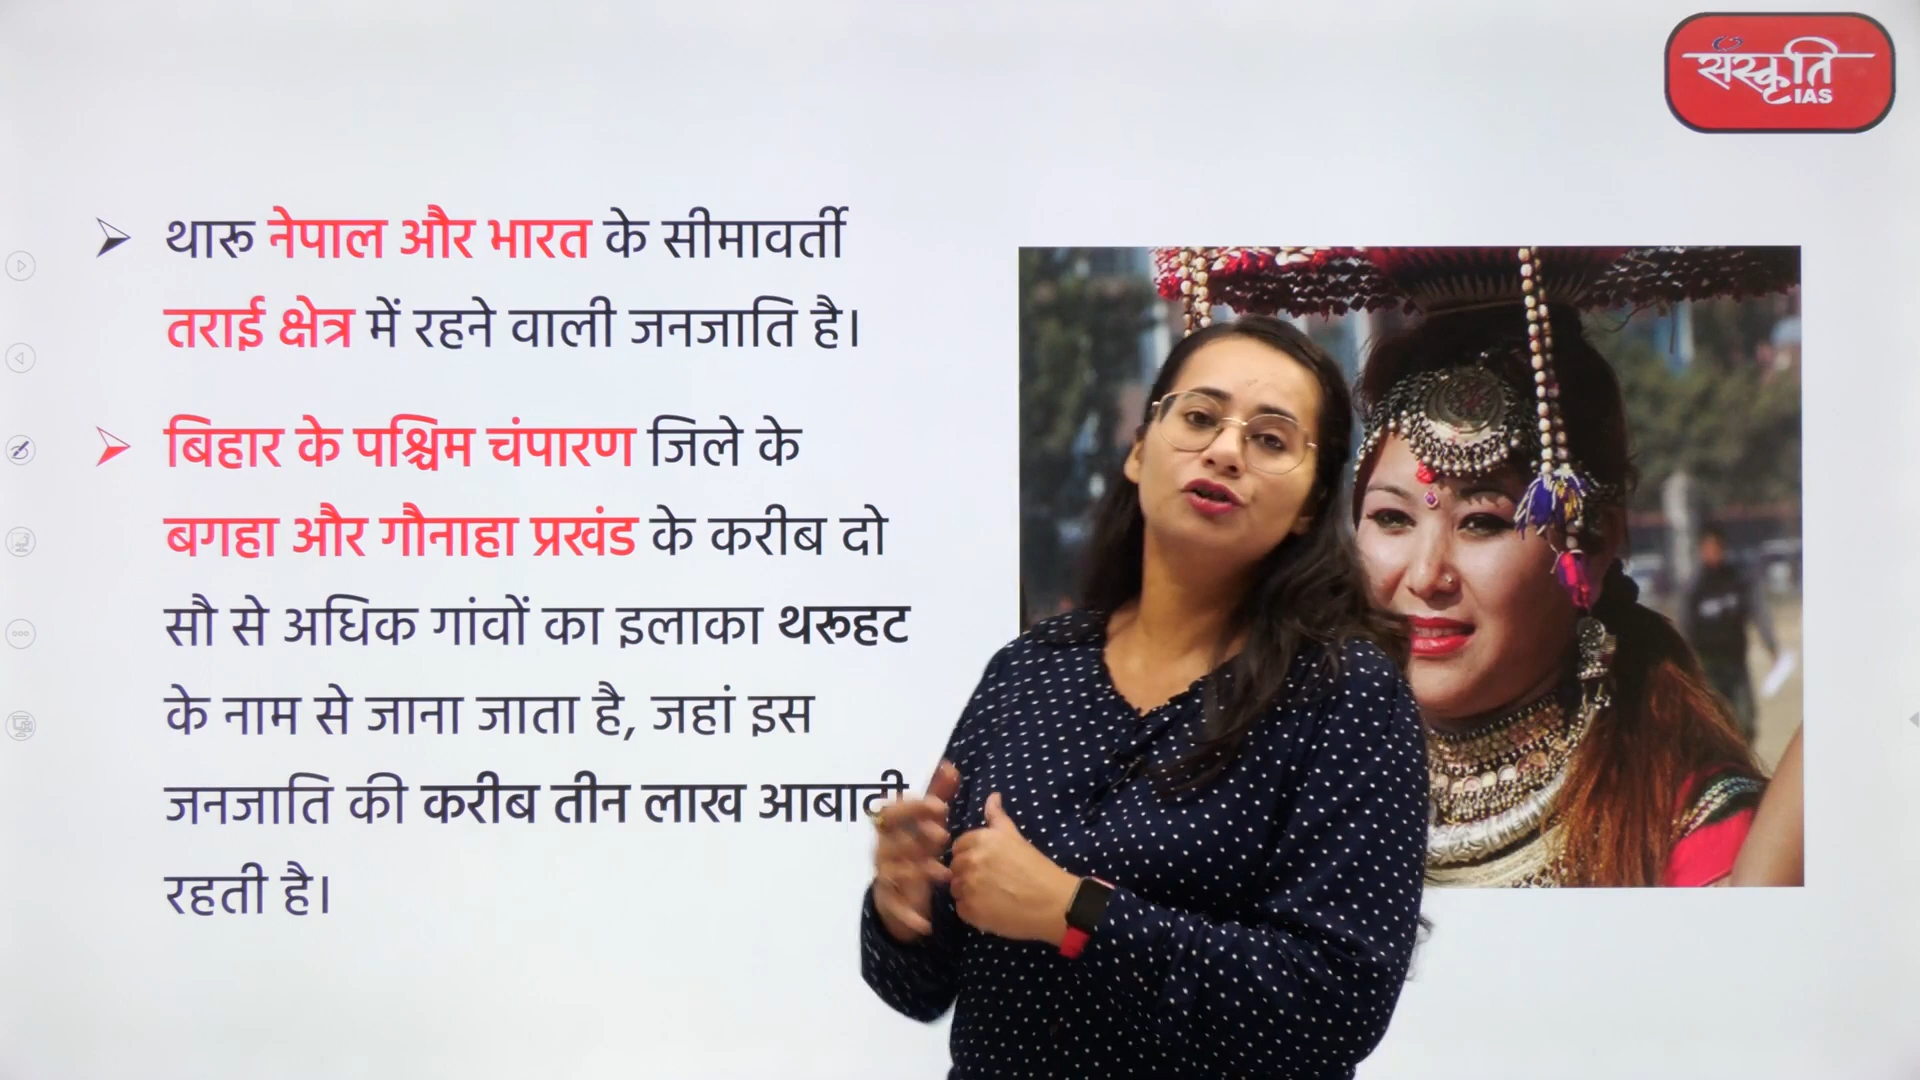 संस्कृति
IAS
थारू नेपाल और भारत के सीमावर्ती
तराई क्षेत्र में रहने वाली जनजाति है।
बिहार के पश्चिम चंपारण जिले के
बगहा और गौनाहा प्रखंड के करीब दो
सौ से अधिक गांवों का इलाका थरूहट
के नाम से जाना जाता है, जहां इस
जनजाति की करीब तीन लाख आबादी
रहती है।